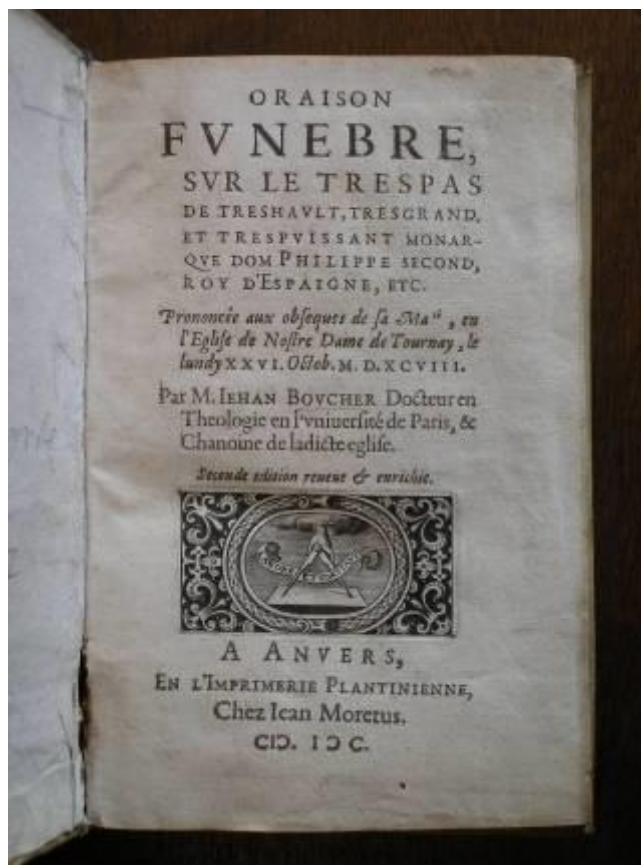 ORAISON
FVNEBRE,
SVR LE TRESPAS
DE TRESHAVLT, TRESGRAND,
ET TRESPVISSANT MONAR-
QVE DOM PHILIPPE SECOND,
ROY D'ESPAIGNE, ETC.
Prononcée aux obſeques de ſa Ma^té, en
l'Egliſe de Noſtre Dame de Tournay, le
lundy XXVI. Octob. M. D. XCVIII.
Par M. IEHAN BOVCHER Docteur en
Theologie en l'vniuerſité de Paris, &
Chanoine de ladicte egliſe.
Seconde edition reueuë & enrichie.
A ANVERS,
EN L'IMPRIMERIE PLANTINIENNE,
Chez Iean Moretus.
CIƆ. IƆC.